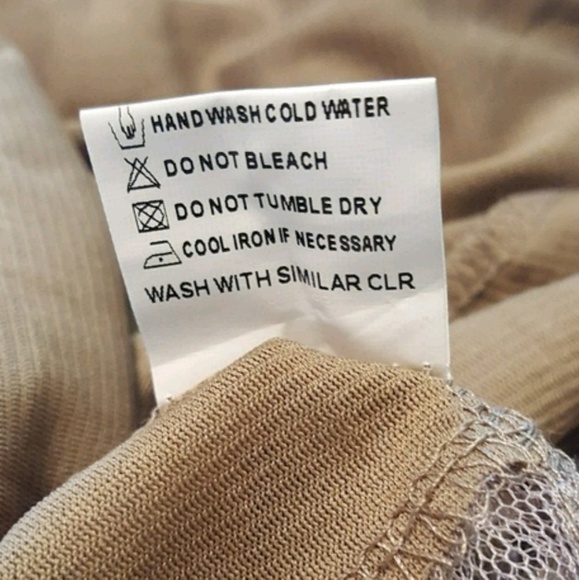 HAND WASH COLD WATER
DO NOT BLEACH
DO NOT TUMBLE DRY
COOL IRON IF NECESSARY
WASH WITH SIMILAR CLR